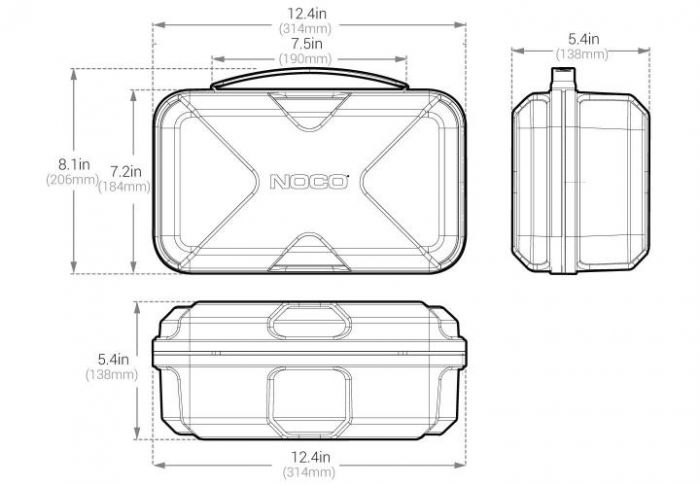 12.4in
(314mm)
7.5in
(190mm)
5.4in
(138mm)
8.1in
(206mm)
7.2in
(184mm)
NOCO
5.4in
(138mm)
12.4in
(314mm)